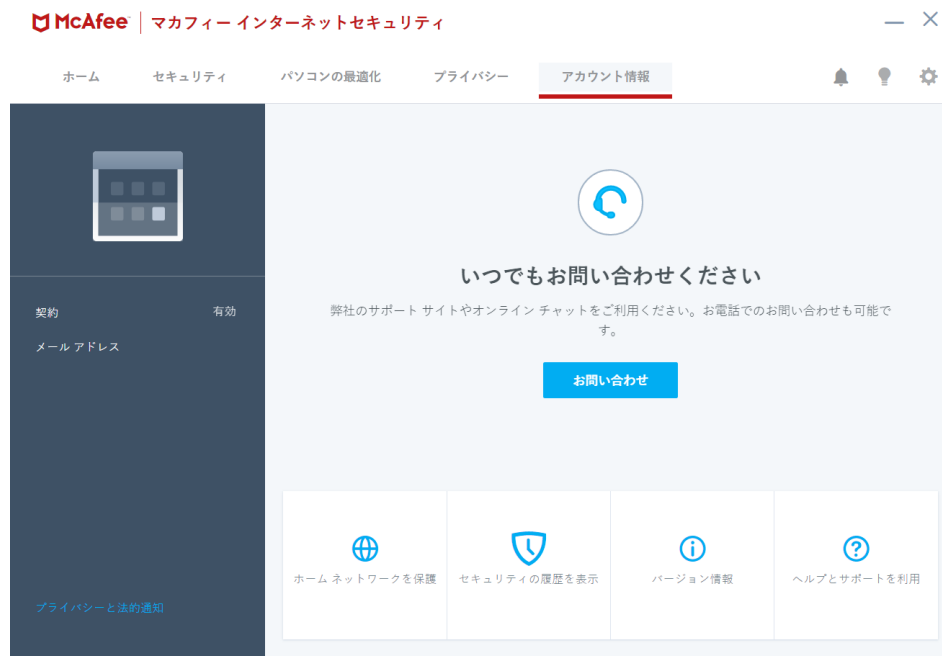 McAfee マカフィー インターネットセキュリティ
ホーム セキュリティ パソコンの最適化 プライバシー アカウント情報
いつでもお問い合わせください
弊社のサポート サイトやオンライン チャットをご利用ください。お電話でのお問い合わせも可能で
す。
お問い合わせ
契約 有効
メール アドレス
プライバシーと法的通知
ホーム ネットワークを保護
セキュリティの履歴を表示
バージョン情報
ヘルプとサポートを利用